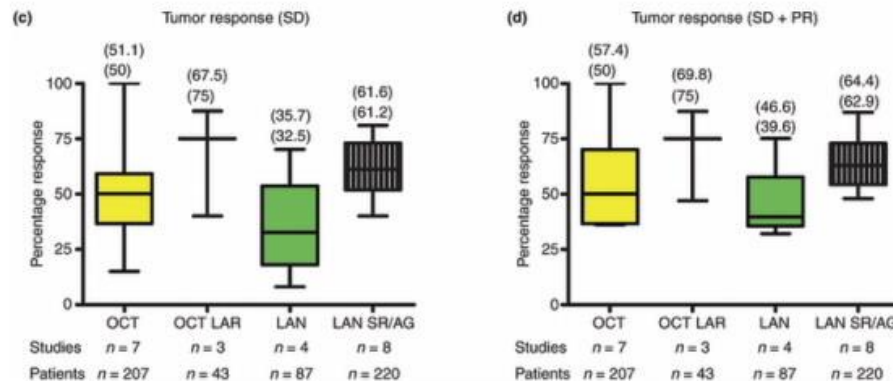 (c) Tumor response (SD)
(51.1)
(50)
(67.5)
(75)
(35.7)
(32.5)
(61.6)
(61.2)
Percentage response
100
75
50
25
0
OCT OCT LAR LAN LAN SR/AG
Studies n = 7 n = 3 n = 4 n = 8
Patients n = 207 n = 43 n = 87 n = 220
(d) Tumor response (SD + PR)
(57.4)
(50)
(69.8)
(75)
(46.6)
(39.6)
(64.4)
(62.9)
Percentage response
100
75
50
25
0
OCT OCT LAR LAN LAN SR/AG
Studies n = 7 n = 3 n = 4 n = 8
Patients n = 207 n = 43 n = 87 n = 220